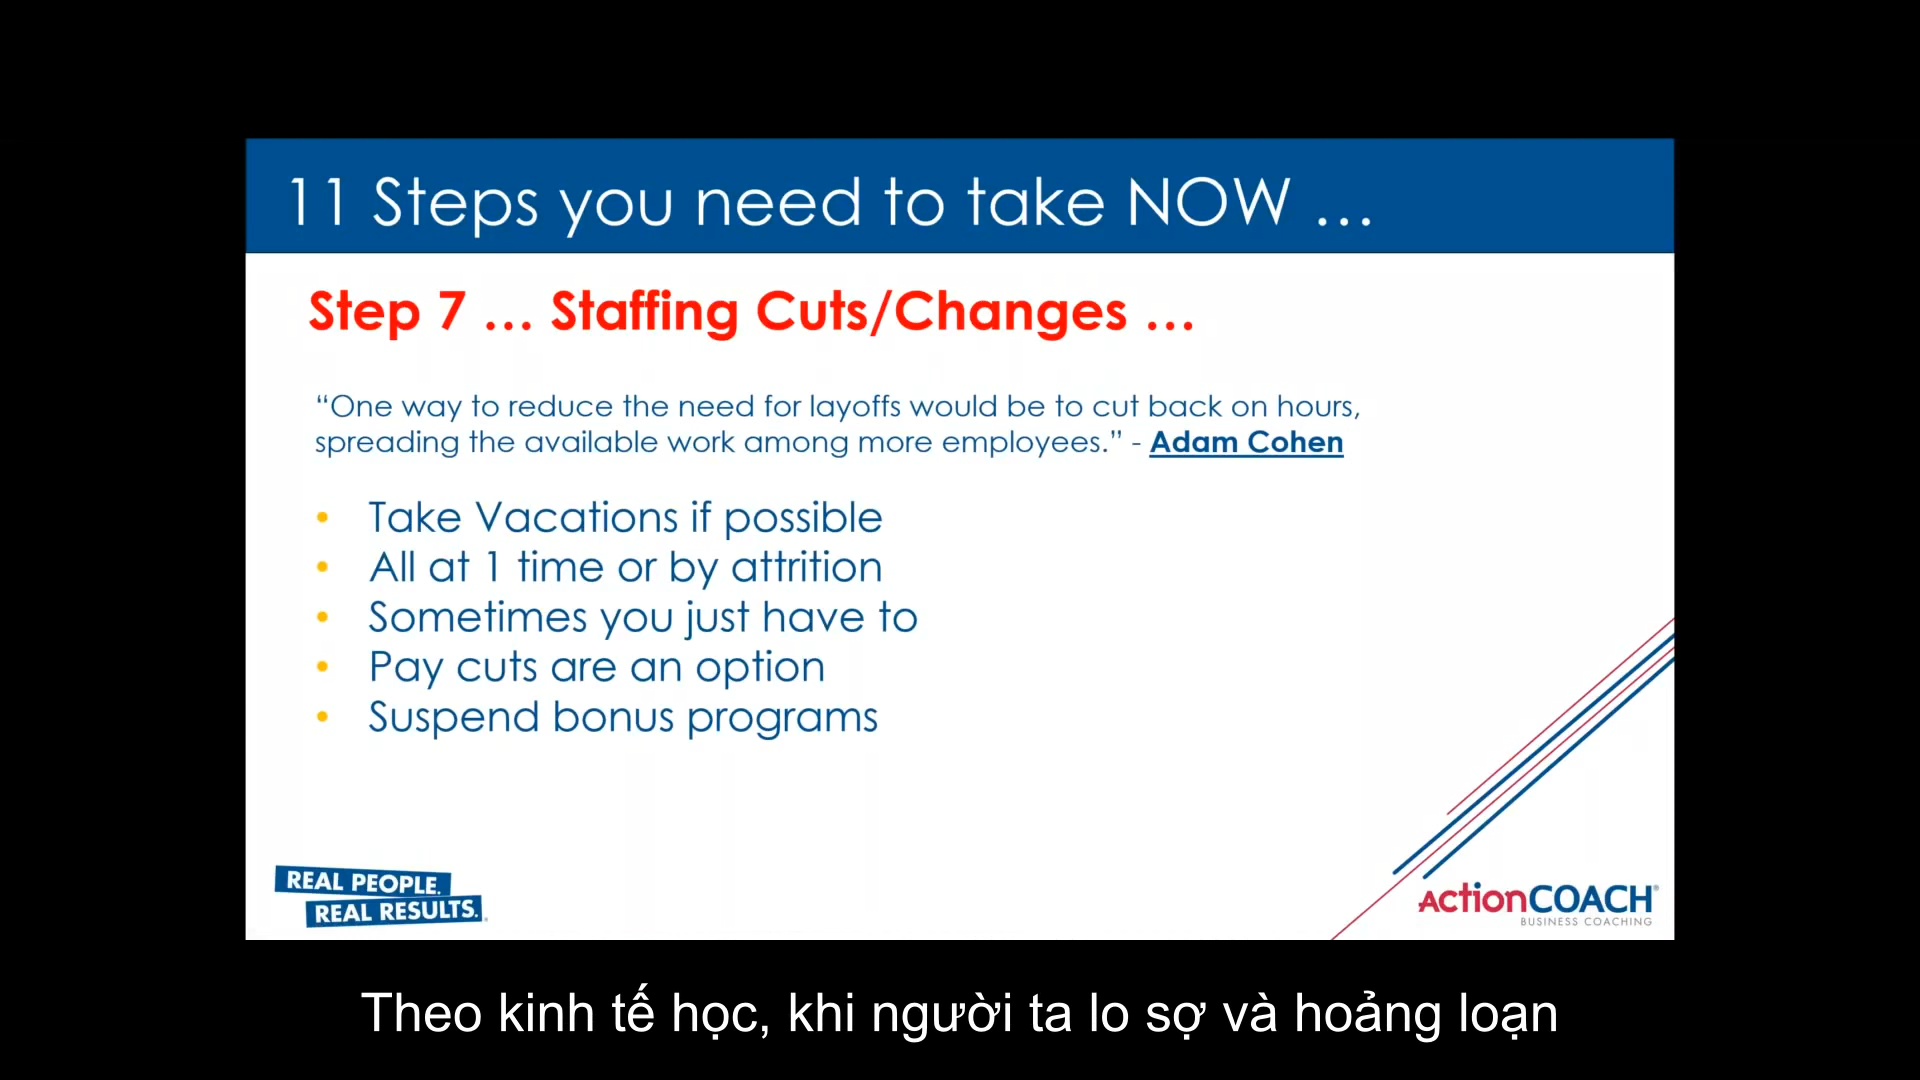 11 Steps you need to take NOW ...
Step 7 ... Staffing Cuts/Changes ...
“One way to reduce the need for layoffs would be to cut back on hours,
spreading the available work among more employees.” - Adam Cohen
• Take Vacations if possible
• All at 1 time or by attrition
• Sometimes you just have to
• Pay cuts are an option
• Suspend bonus programs
REAL PEOPLE.
REAL RESULTS.
ActionCOACH®
BUSINESS COACHING
Theo kinh tế học, khi người ta lo sợ và hoảng loạn